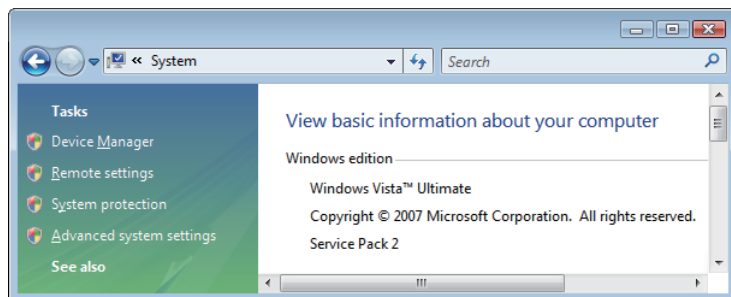 « System
Search
Tasks
Device Manager
Remote settings
System protection
Advanced system settings
See also
View basic information about your computer
Windows edition
Windows Vista™ Ultimate
Copyright © 2007 Microsoft Corporation. All rights reserved.
Service Pack 2